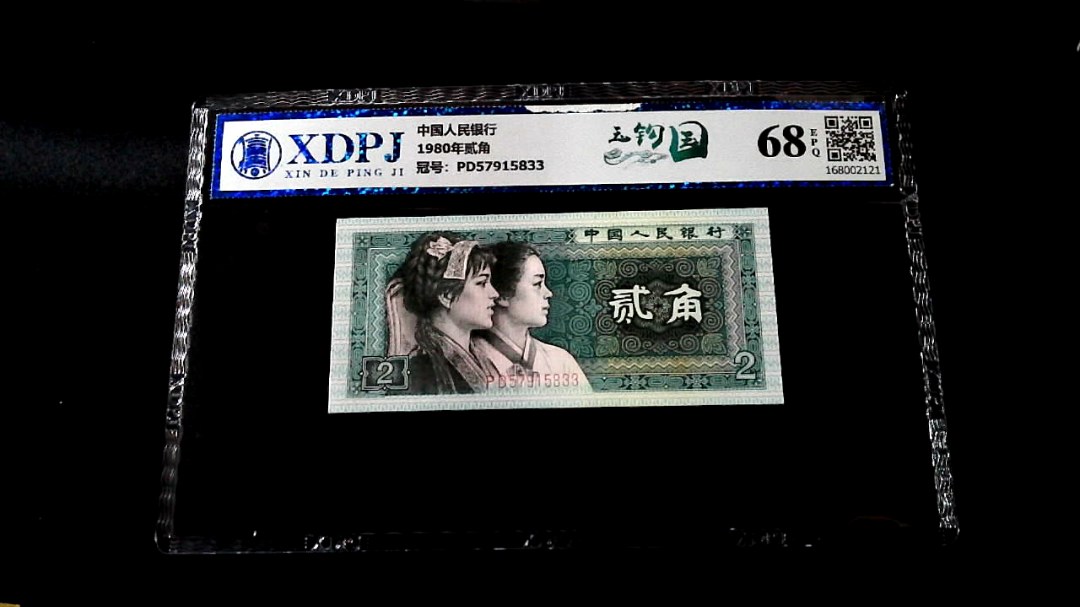 XDPJ
XIN DE PING JI
中国人民银行
1980年贰角
冠号：PD57915833
玉钩国
68
EPQ
168002121
中国人民银行
贰角
2
2
PD57915833